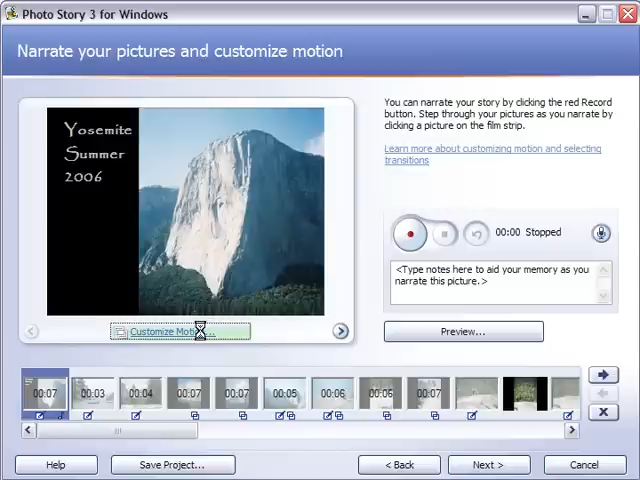 Photo Story 3 for Windows
Narrate your pictures and customize motion
Yosemite
Summer
2006
You can narrate your story by clicking the red Record
button. Step through your pictures as you narrate by
clicking a picture on the film strip.
Learn more about customizing motion and selecting
transitions
00:00 Stopped
<Type notes here to aid your memory as you
narrate this picture.>
Customize Motion...
Preview...
00:07 00:03 00:04 00:07 00:07 00:05 00:06 00:06 00:07
Help Save Project... < Back Next > Cancel